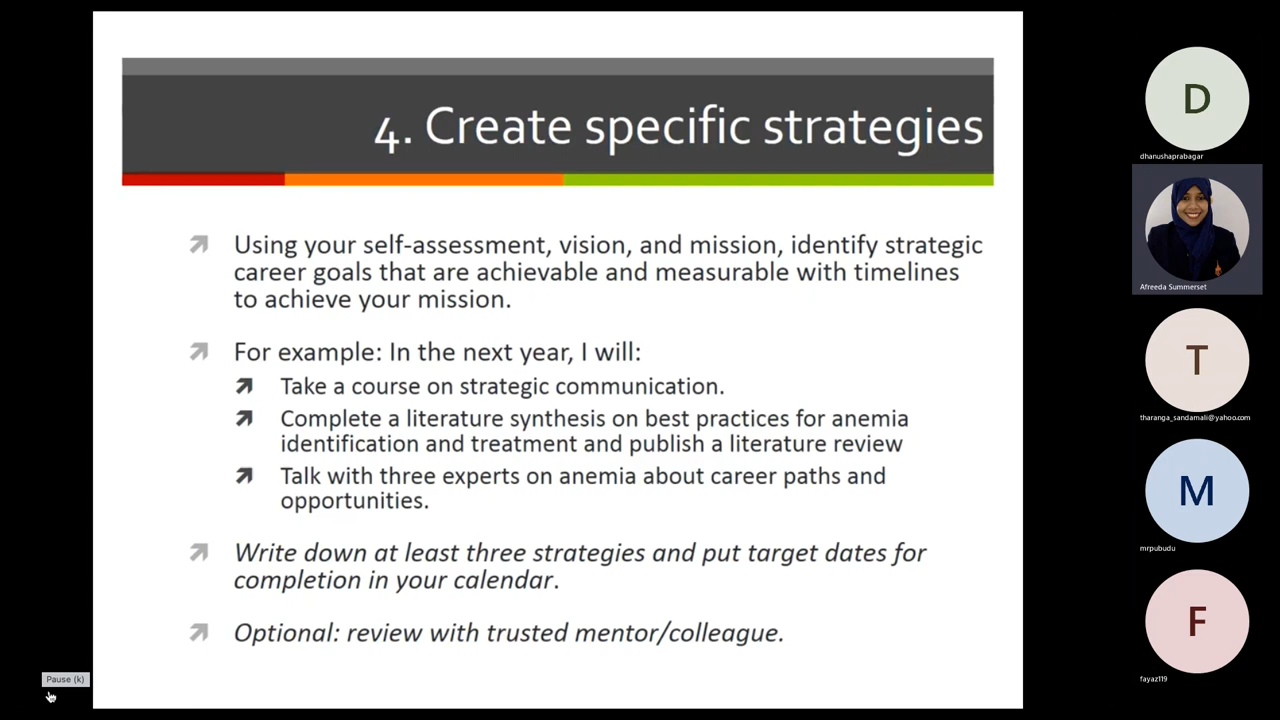 4. Create specific strategies
Using your self-assessment, vision, and mission, identify strategic
career goals that are achievable and measurable with timelines
to achieve your mission.
For example: In the next year, I will:
Take a course on strategic communication.
Complete a literature synthesis on best practices for anemia
identification and treatment and publish a literature review
Talk with three experts on anemia about career paths and
opportunities.
Write down at least three strategies and put target dates for
completion in your calendar.
Optional: review with trusted mentor/colleague.
Pause (k)
D
dhanushaprabagar
Afreeda Summerset
T
tharanga_sandamali@yahoo.com
M
mrpubudu
F
fayaz119